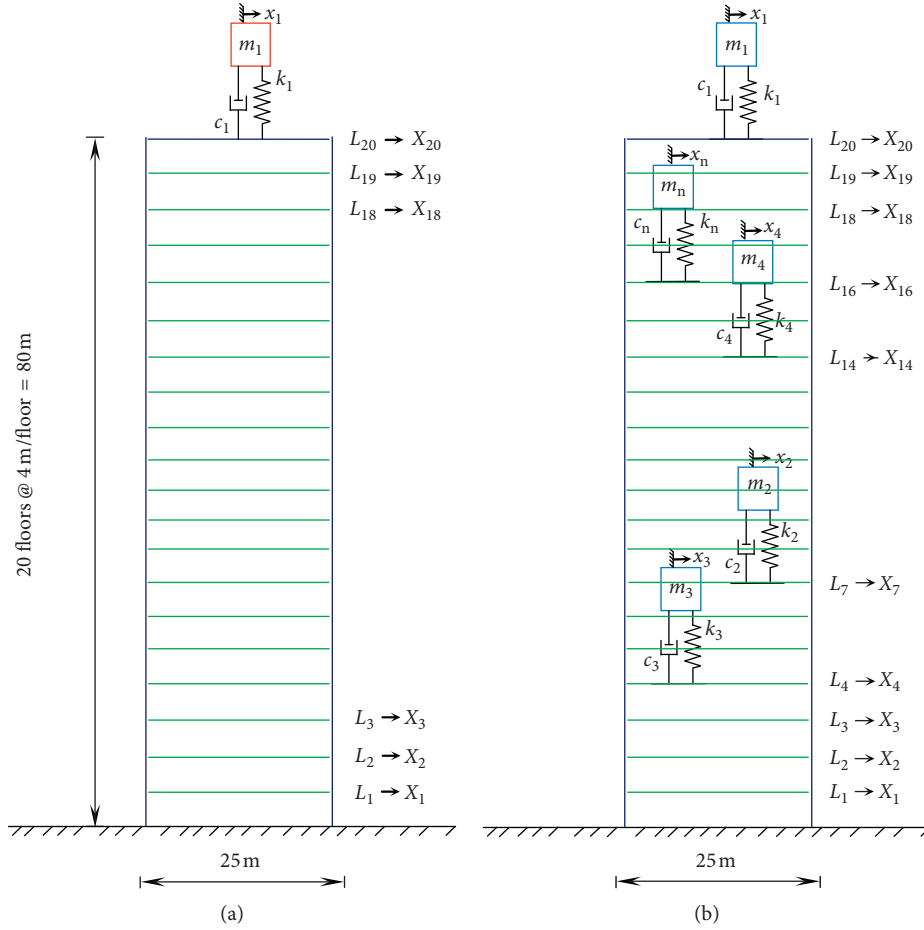 x₁
m₁
k₁
c₁
L₂₀ → X₂₀
L₁₉ → X₁₉
L₁₈ → X₁₈
20 floors @ 4 m/floor = 80 m
L₃ → X₃
L₂ → X₂
L₁ → X₁
25 m
(a)
x₁
m₁
c₁
k₁
L₂₀ → X₂₀
xₙ
L₁₉ → X₁₉
mₙ
L₁₈ → X₁₈
cₙ
kₙ
x₄
m₄
L₁₆ → X₁₆
c₄
k₄
L₁₄ → X₁₄
x₂
m₂
k₂
c₂
x₃
m₃
L₇ → X₇
k₃
c₃
L₄ → X₄
L₃ → X₃
L₂ → X₂
L₁ → X₁
25 m
(b)